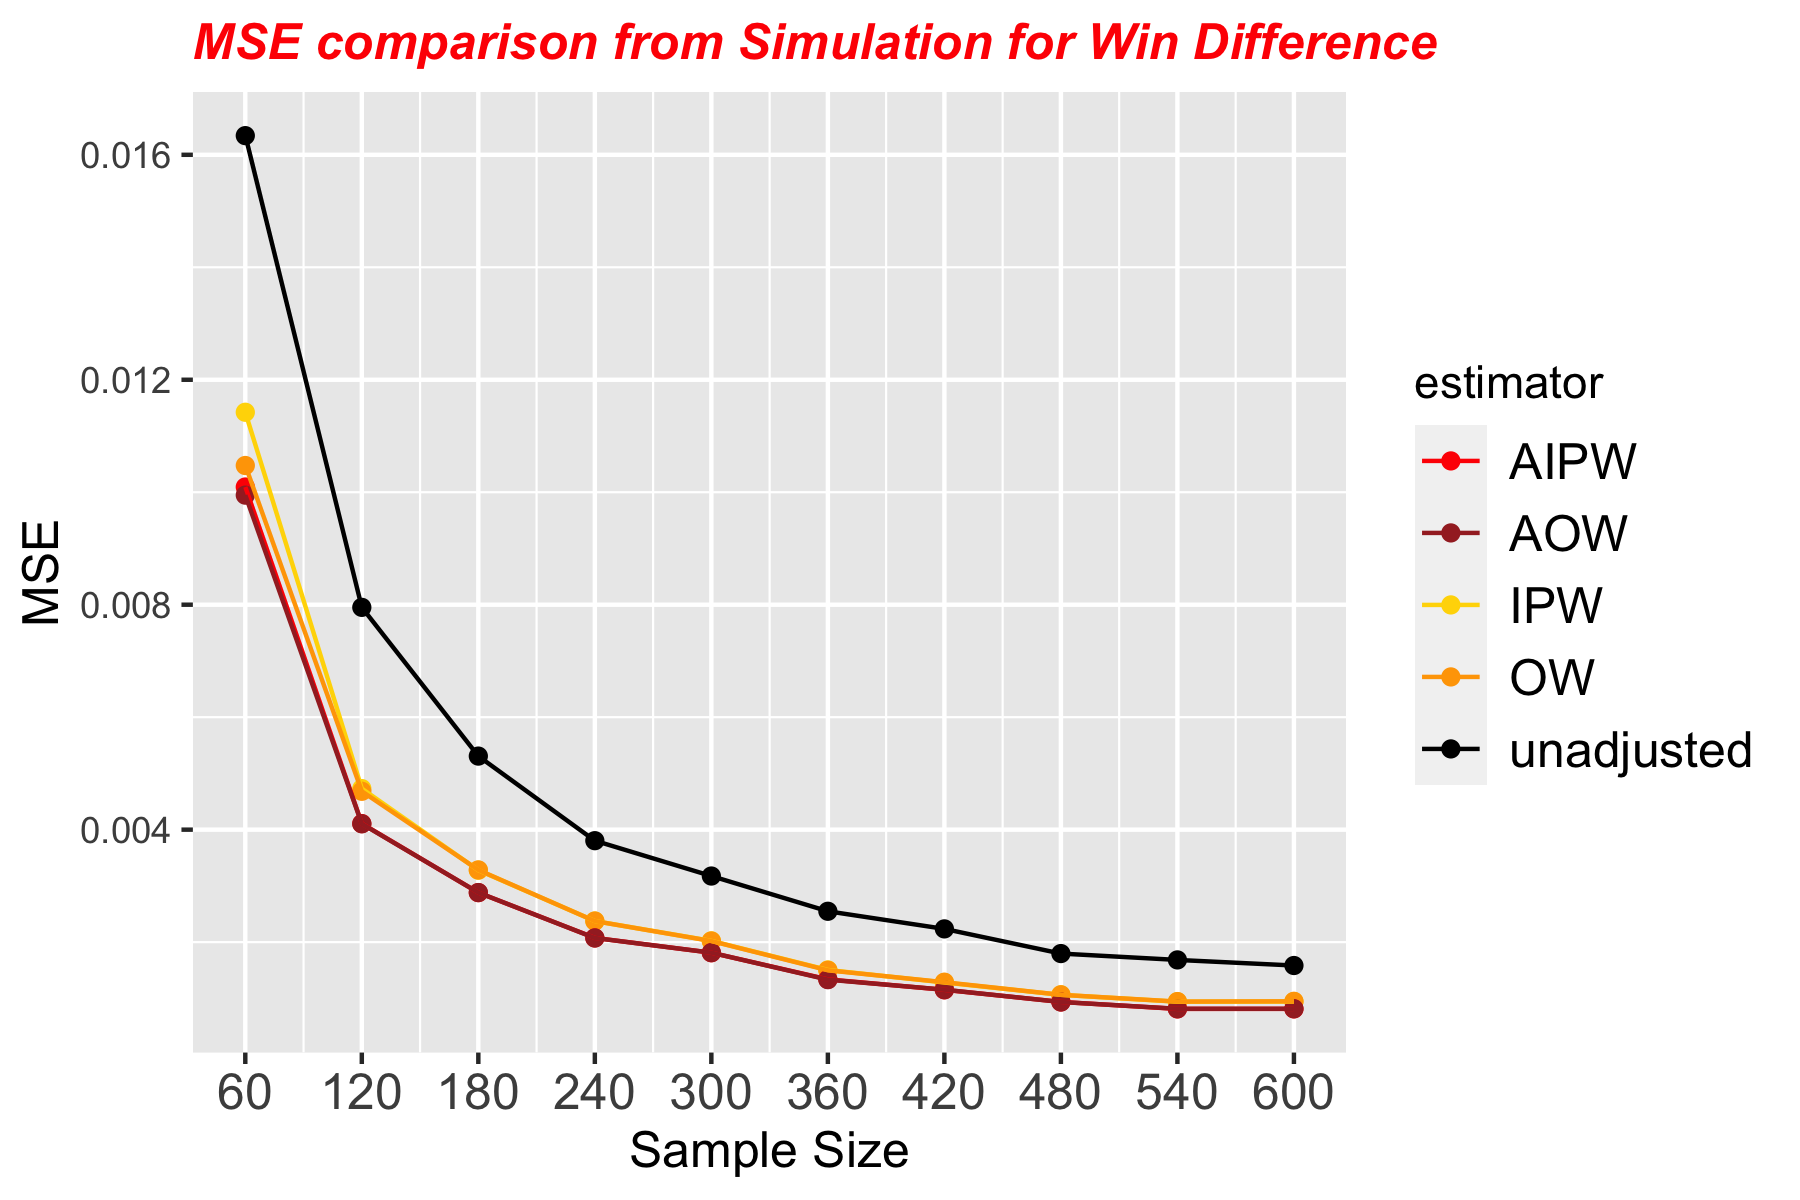 MSE comparison from Simulation for Win Difference
0.016
0.012
0.008
0.004
MSE
60 120 180 240 300 360 420 480 540 600
Sample Size
estimator
AIPW
AOW
IPW
OW
unadjusted